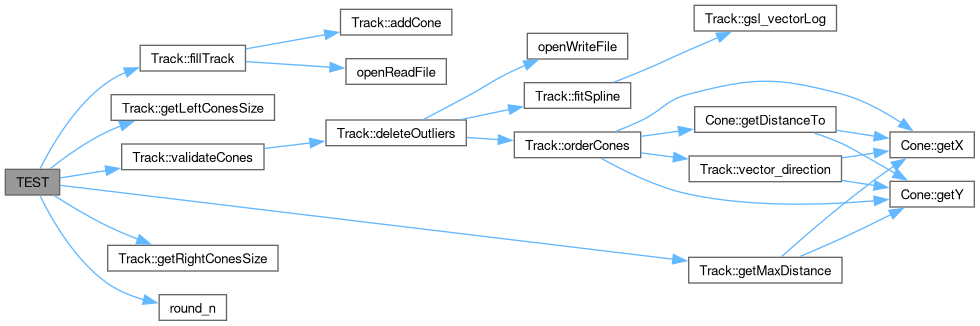 TEST
Track::fillTrack
Track::addCone
openReadFile
Track::getLeftConesSize
Track::validateCones
Track::deleteOutliers
openWriteFile
Track::fitSpline
Track::gsl_vectorLog
Track::orderCones
Cone::getDistanceTo
Track::vector_direction
Cone::getX
Cone::getY
Track::getRightConesSize
Track::getMaxDistance
round_n